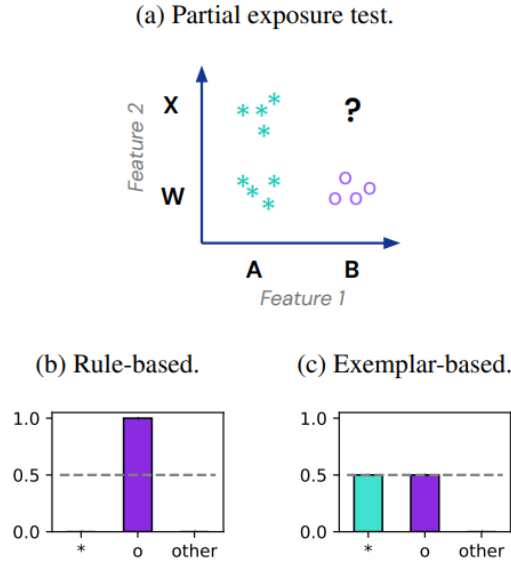 (a) Partial exposure test.
Feature 2
X
?
W
A
B
Feature 1
(b) Rule-based.
(c) Exemplar-based.
1.0
0.5
0.0
* o other
1.0
0.5
0.0
* o other